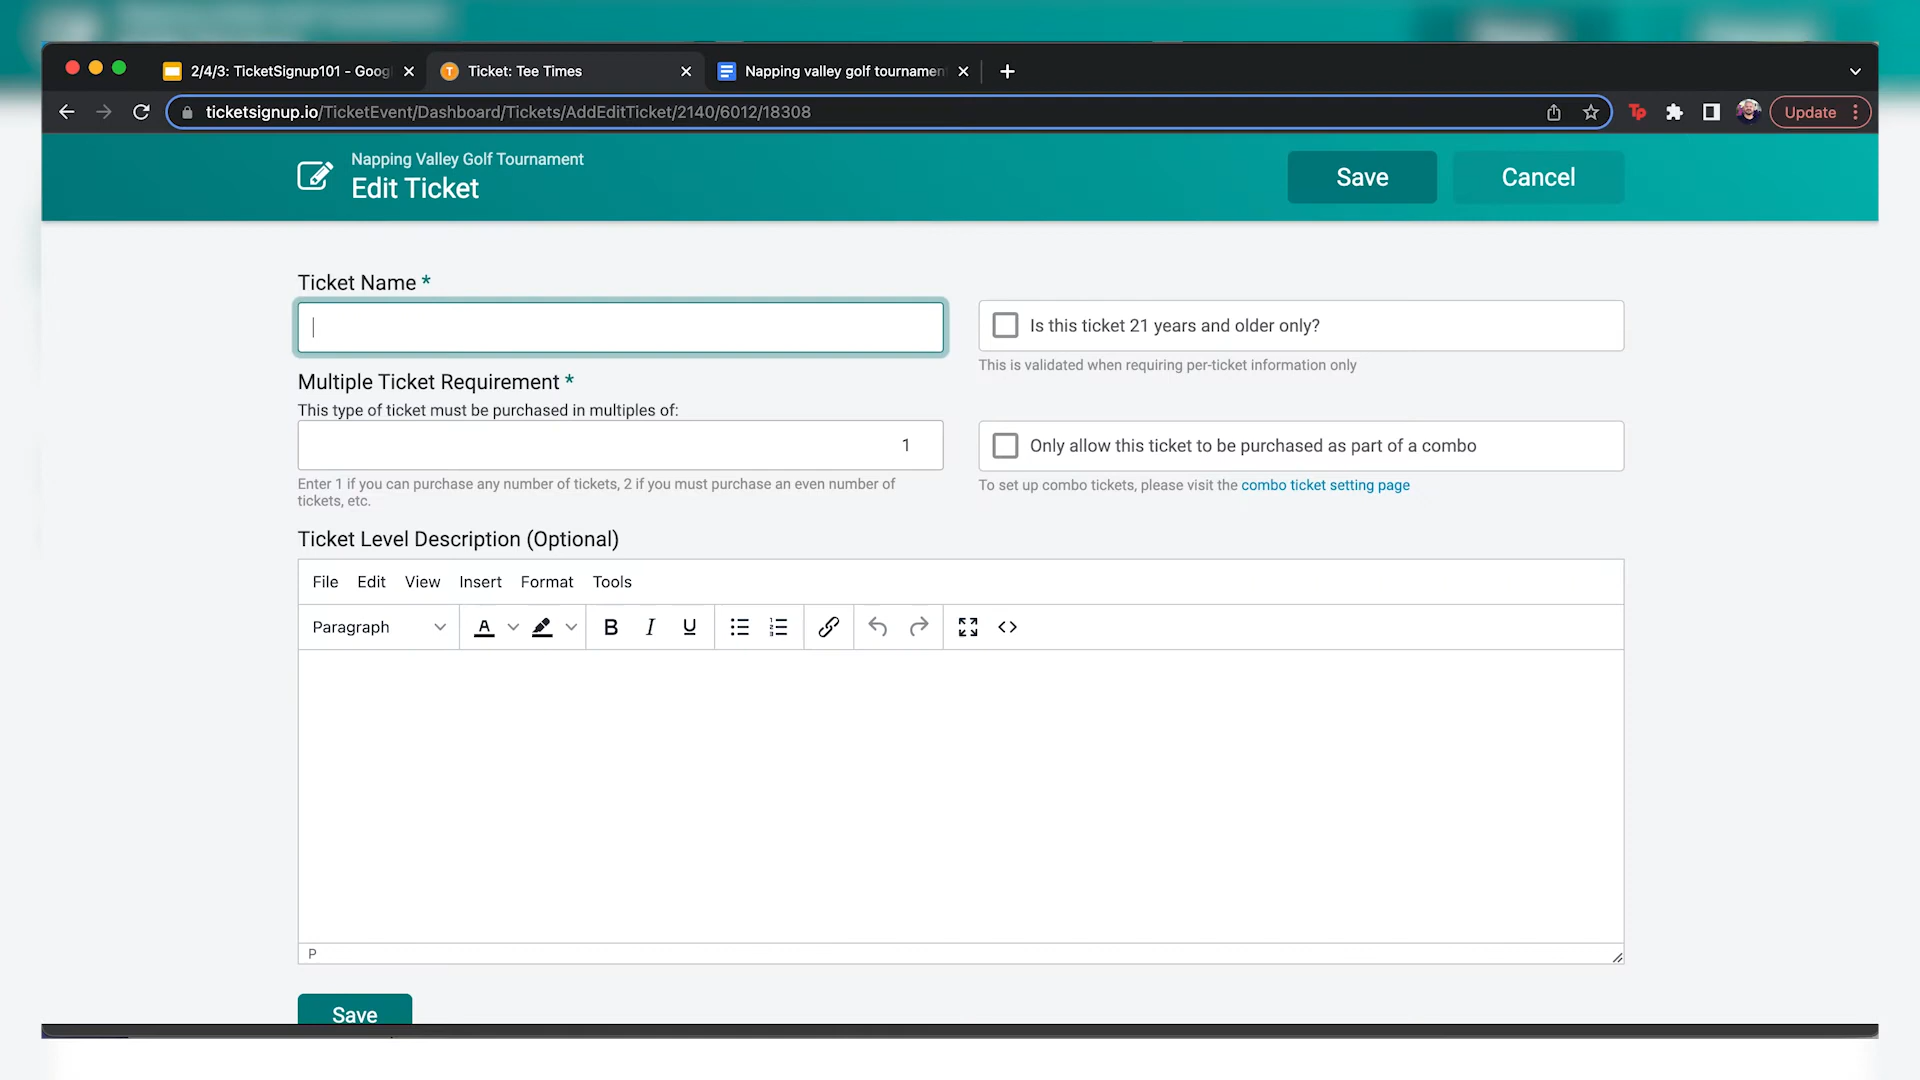 2/4/3: TicketSignup101 - Goog
Ticket: Tee Times
Napping valley golf tournamen
ticketsignup.io/TicketEvent/Dashboard/Tickets/AddEditTicket/2140/6012/18308
Tp
Update
Napping Valley Golf Tournament
Edit Ticket
Save
Cancel
Ticket Name *
Is this ticket 21 years and older only?
This is validated when requiring per-ticket information only
Multiple Ticket Requirement *
This type of ticket must be purchased in multiples of:
1
Only allow this ticket to be purchased as part of a combo
Enter 1 if you can purchase any number of tickets, 2 if you must purchase an even number of
tickets, etc.
To set up combo tickets, please visit the combo ticket setting page
Ticket Level Description (Optional)
File Edit View Insert Format Tools
Paragraph A B I U
P
Save